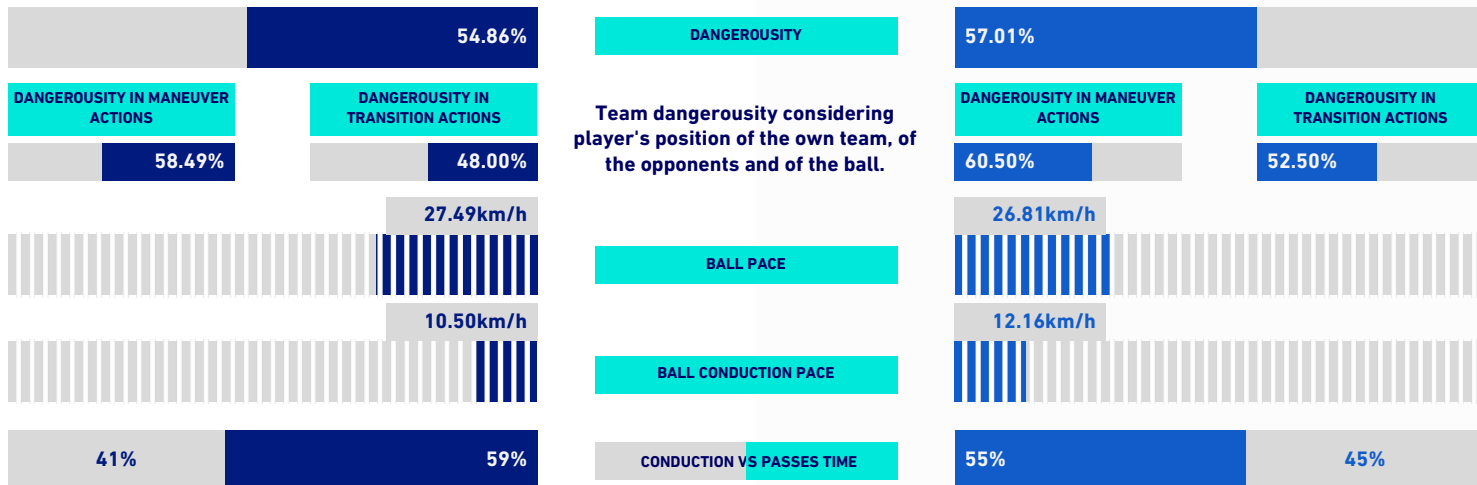 54.86%
DANGEROUSITY
57.01%
DANGEROUSITY IN MANEUVER
ACTIONS
DANGEROUSITY IN
TRANSITION ACTIONS
58.49%
48.00%
Team dangerousity considering
player's position of the own team, of
the opponents and of the ball.
DANGEROUSITY IN MANEUVER
ACTIONS
DANGEROUSITY IN
TRANSITION ACTIONS
60.50%
52.50%
27.49km/h
BALL PACE
26.81km/h
10.50km/h
BALL CONDUCTION PACE
12.16km/h
41%
59%
CONDUCTION VS PASSES TIME
55%
45%